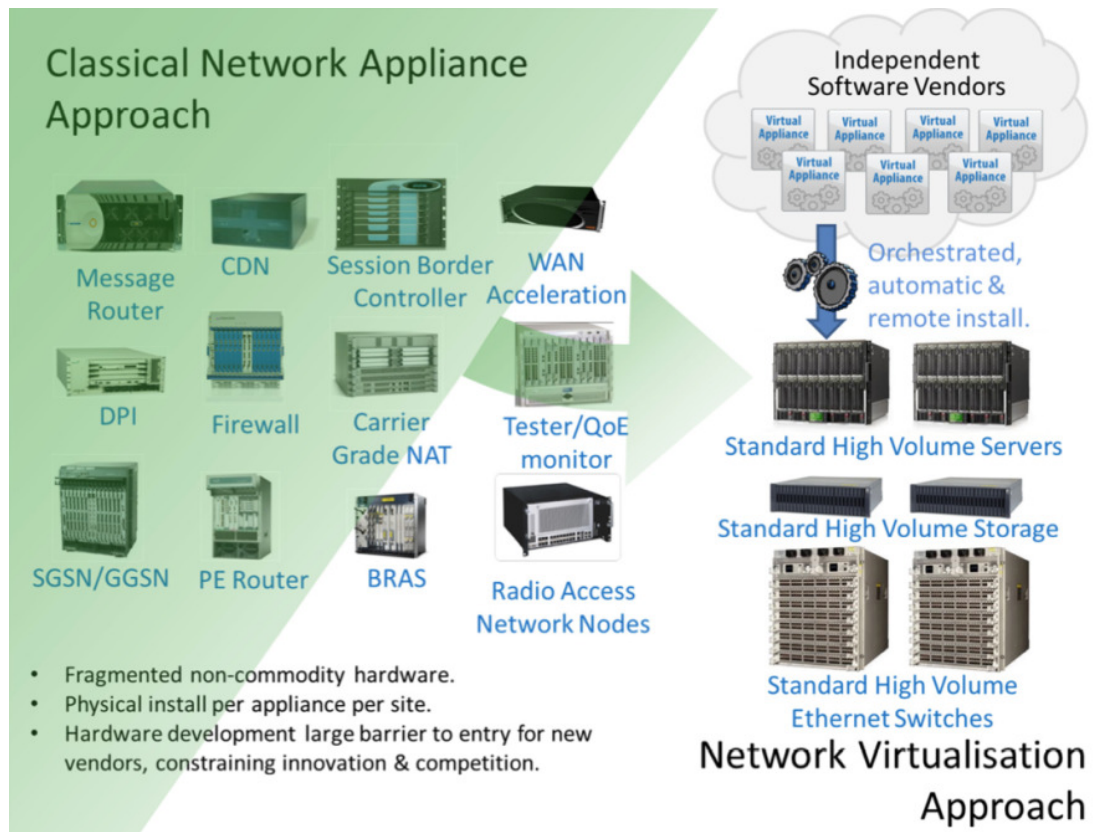 Classical Network Appliance
Approach
Message
Router
CDN
Session Border
Controller
WAN
Acceleration
DPI
Firewall
Carrier
Grade NAT
Tester/QoE
monitor
SGSN/GGSN
PE Router
BRAS
Radio Access
Network Nodes
• Fragmented non-commodity hardware.
• Physical install per appliance per site.
• Hardware development large barrier to entry for new
vendors, constraining innovation & competition.
Independent
Software Vendors
Virtual
Appliance
Virtual
Appliance
Virtual
Appliance
Virtual
Appliance
Virtual
Appliance
Virtual
Appliance
Virtual
Appliance
Orchestrated,
automatic &
remote install.
Standard High Volume Servers
Standard High Volume Storage
Standard High Volume
Ethernet Switches
Network Virtualisation
Approach